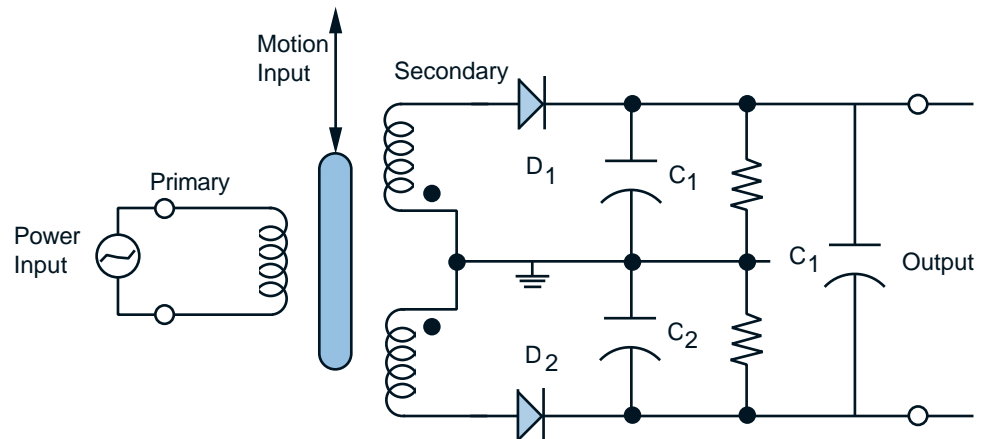 Motion
Input
Secondary
Primary
Power
Input
D1
C1
C1
Output
D2
C2